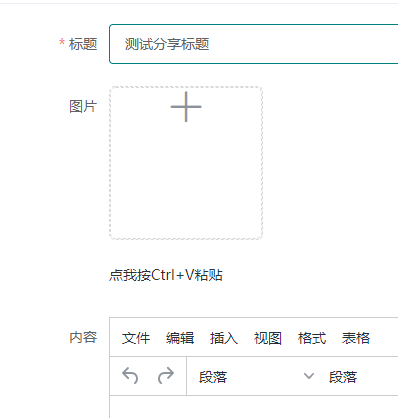 * 标题 测试分享标题
图片
点我按Ctrl+V粘贴
内容 文件 编辑 插入 视图 格式 表格
段落 段落